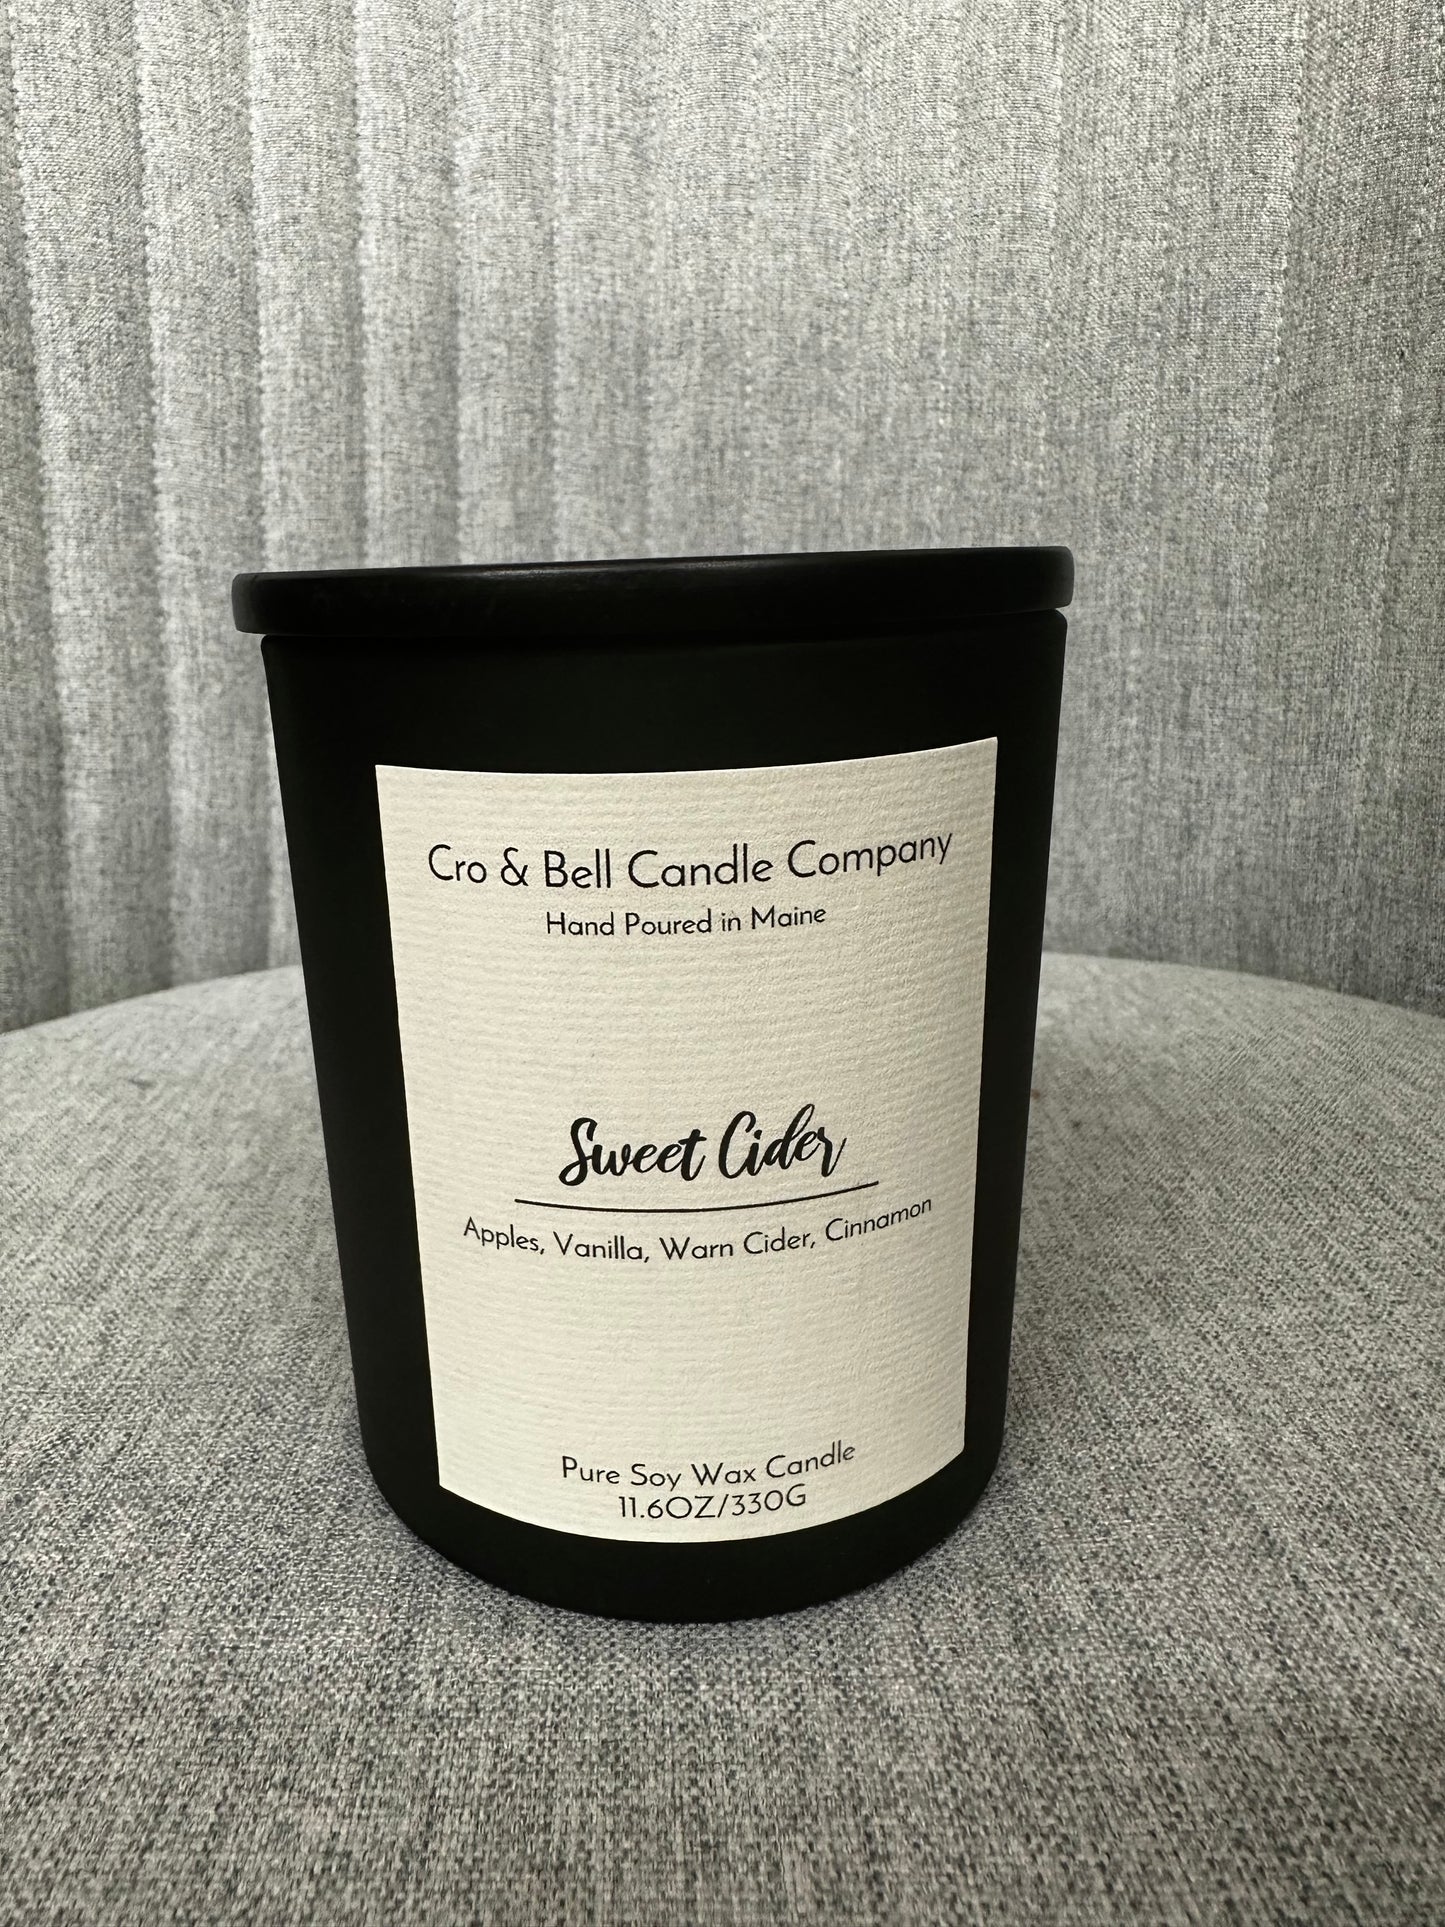 Cro & Bell Candle Company
Hand Poured in Maine
Sweet Cider
Apples, Vanilla, Warn Cider, Cinnamon
Pure Soy Wax Candle
11.6OZ/330G